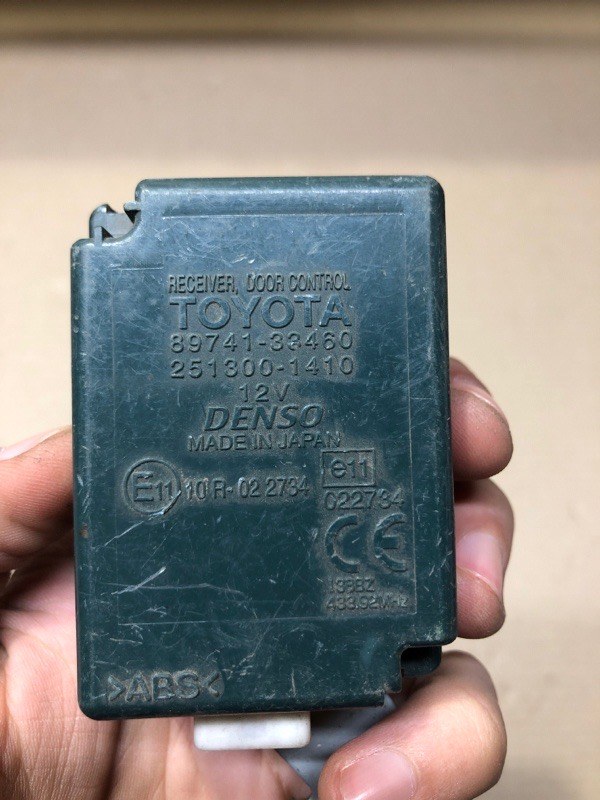 RECEIVER, DOOR CONTROL
TOYOTA
89741-33460
251300-1410
12V
DENSO
MADE IN JAPAN
E11 10 R-02 2734
e11
022734
CE
433.92MHz
>ABS<